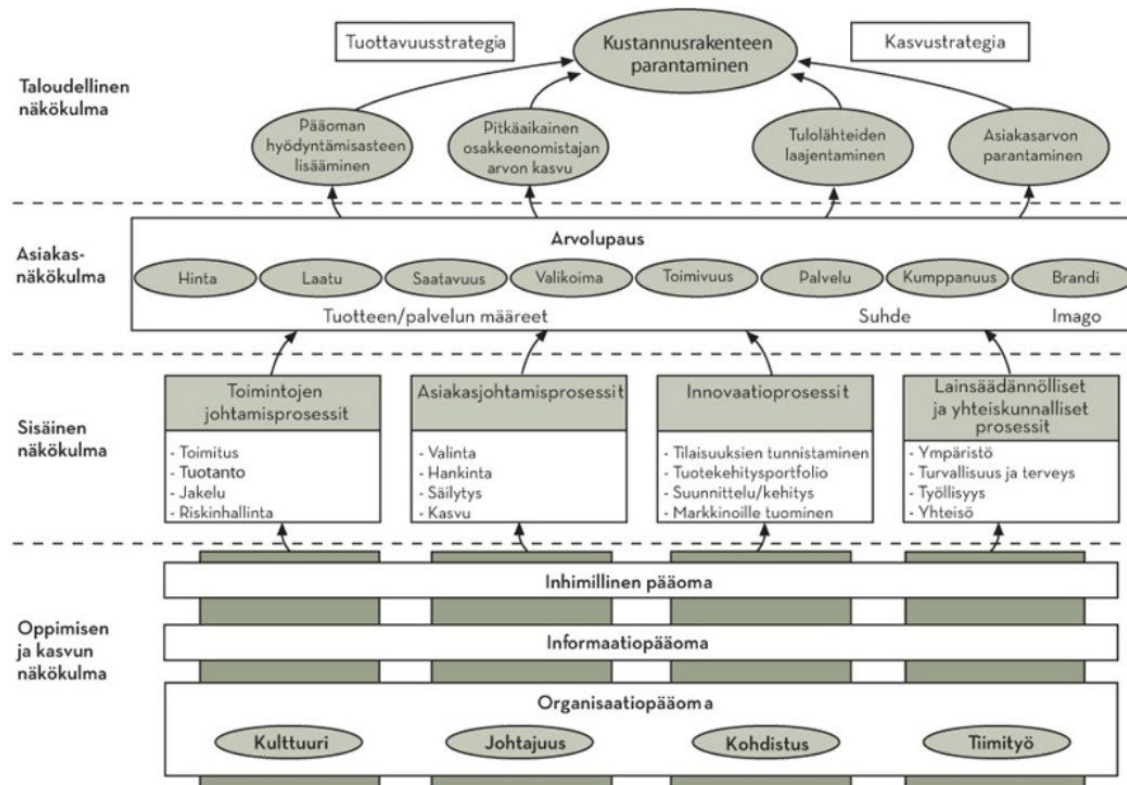 Tuottavuusstrategia
Kustannusrakenteen
parantaminen
Kasvustrategia
Taloudellinen
näkökulma
Pääoman
hyödyntämisasteen
lisääminen
Pitkäaikainen
osakkeenomistajan
arvon kasvu
Tulolähteiden
laajentaminen
Asiakasarvon
parantaminen
Asiakas-
näkökulma
Arvolupaus
Hinta
Laatu
Saatavuus
Valikoima
Toimivuus
Palvelu
Kumppanuus
Brandi
Tuotteen/palvelun määreet
Suhde
Imago
Sisäinen
näkökulma
Toimintojen
johtamisprosessit
- Toimitus
- Tuotanto
- Jakelu
- Riskinhallinta
Asiakasjohtamisprosessit
- Valinta
- Hankinta
- Säilytys
- Kasvu
Innovaatioprosessit
- Tilaisuuksien tunnistaminen
- Tuotekehitysportfolio
- Suunnittelu/kehitys
- Markkinoille tuominen
Lainsäädännölliset
ja yhteiskunnalliset
prosessit
- Ympäristö
- Turvallisuus ja terveys
- Työllisyys
- Yhteisö
Oppimisen
ja kasvun
näkökulma
Inhimillinen pääoma
Informaatiopääoma
Organisaatiopääoma
Kulttuuri
Johtajuus
Kohdistus
Tiimityö